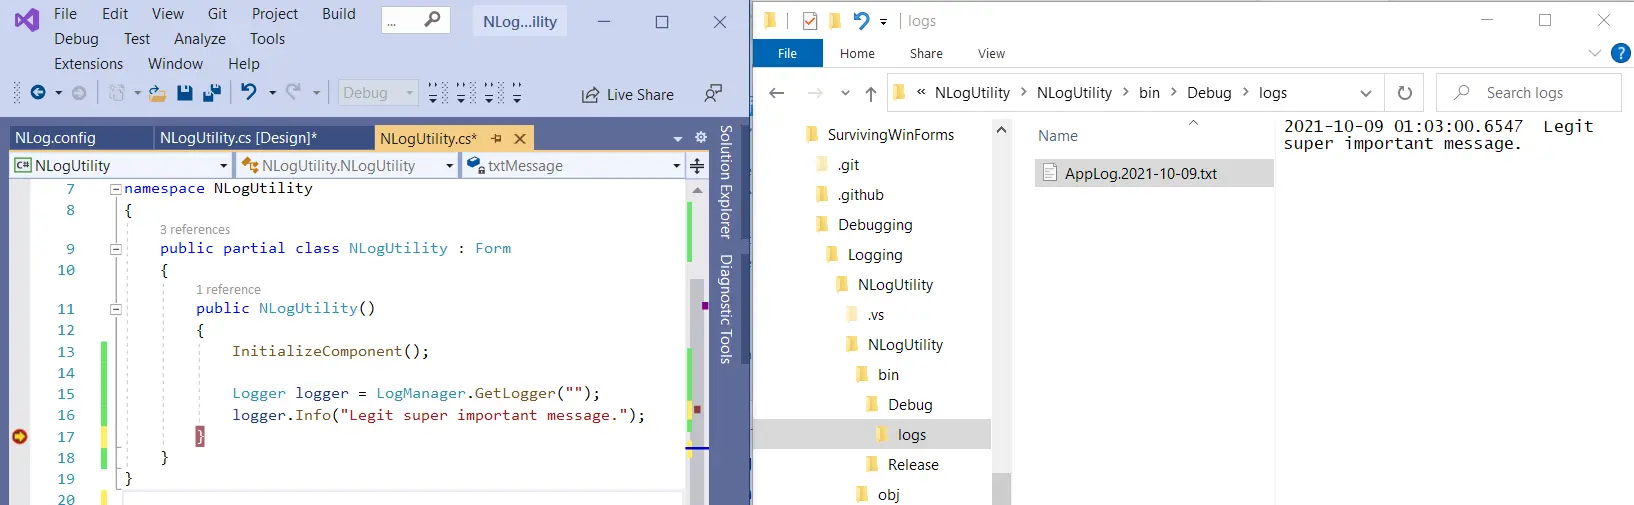 File Edit View Git Project Build ... NLog...ility
Debug Test Analyze Tools
Extensions Window Help
Debug Live Share
NLog.config NLogUtility.cs [Design]* NLogUtility.cs*
C# NLogUtility NLogUtility.NLogUtility txtMessage
7 namespace NLogUtility
8 {
3 references
9 public partial class NLogUtility : Form
10 {
1 reference
11 public NLogUtility()
12 {
13 InitializeComponent();
14
15 Logger logger = LogManager.GetLogger("");
16 logger.Info("Legit super important message.");
17 }
18 }
19 }
20
Solution Explorer
Diagnostic Tools
logs
File Home Share View ?
« NLogUtility NLogUtility bin Debug logs Search logs
SurvivingWinForms
.git
.github
Debugging
Logging
NLogUtility
.vs
NLogUtility
bin
Debug
logs
Release
obj
Name
AppLog.2021-10-09.txt
2021-10-09 01:03:00.6547 Legit
super important message.